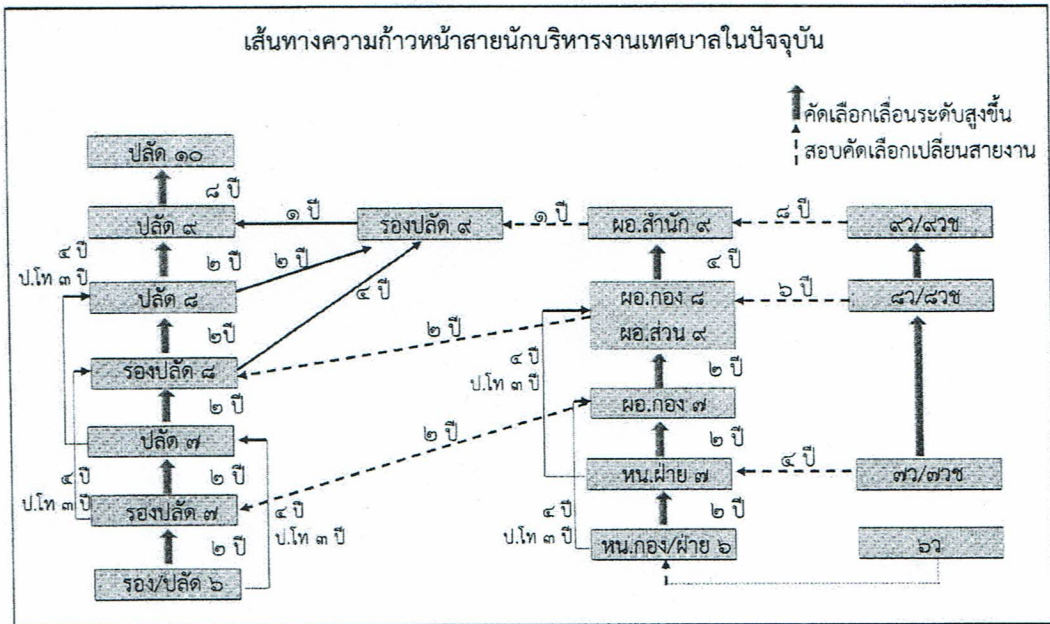 เส้นทางความก้าวหน้าสายนักบริหารงานเทศบาลในปัจจุบัน
คัดเลือกเลื่อนระดับสูงขึ้น
สอบคัดเลือกเปลี่ยนสายงาน
ปลัด ๑๐
๘ ปี
ปลัด ๙
๑ ปี
รองปลัด ๙
๑ ปี
ผอ.สำนัก ๙
๘ ปี
๙ว/๙วช
๔ ปี
ป.โท ๓ ปี
๒ ปี
๒ ปี
๔ ปี
๔ ปี
ปลัด ๘
ผอ.กอง ๘
ผอ.ส่วน ๙
๖ ปี
๘ว/๘วช
๒ปี
๒ ปี
รองปลัด ๘
๔ ปี
ป.โท ๓ ปี
๒ ปี
๒ ปี
ผอ.กอง ๗
ปลัด ๗
๒ ปี
๒ ปี
๔ ปี
ป.โท ๓ ปี
๒ ปี
หน.ฝ่าย ๗
๔ ปี
๗ว/๗วช
รองปลัด ๗
๔ ปี
ป.โท ๓ ปี
๔ ปี
ป.โท ๓ ปี
๒ ปี
๒ ปี
หน.กอง/ฝ่าย ๖
๖ว
รอง/ปลัด ๖